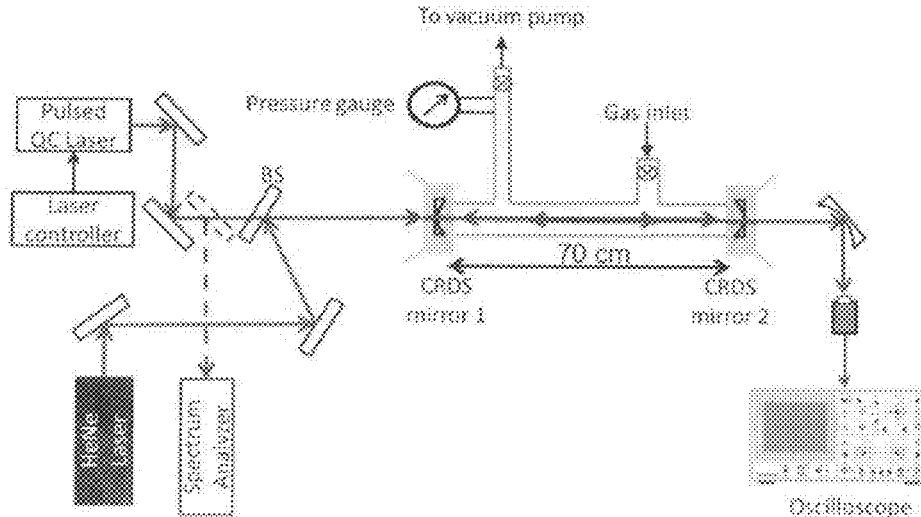 To vacuum pump
Pressure gauge
Gas inlet
Pulsed
QC Laser
Laser
controller
BS
70 cm
CRDS
mirror 1
CRDS
mirror 2
HeNe
Laser
Spectrum
Analyzer
Oscilloscope